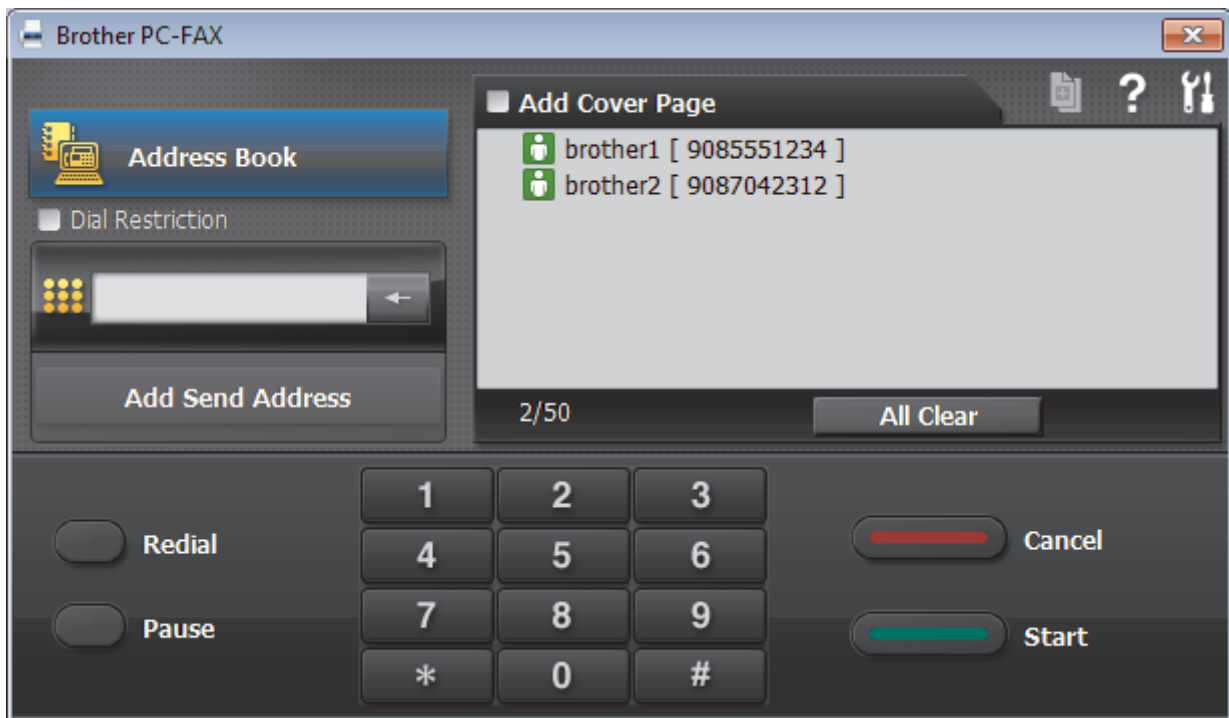 Brother PC-FAX
Address Book
Dial Restriction
Add Send Address
Add Cover Page
?
brother1 [ 9085551234 ]
brother2 [ 9087042312 ]
2/50
All Clear
Redial
Pause
1 2 3
4 5 6
7 8 9
* 0 #
Cancel
Start